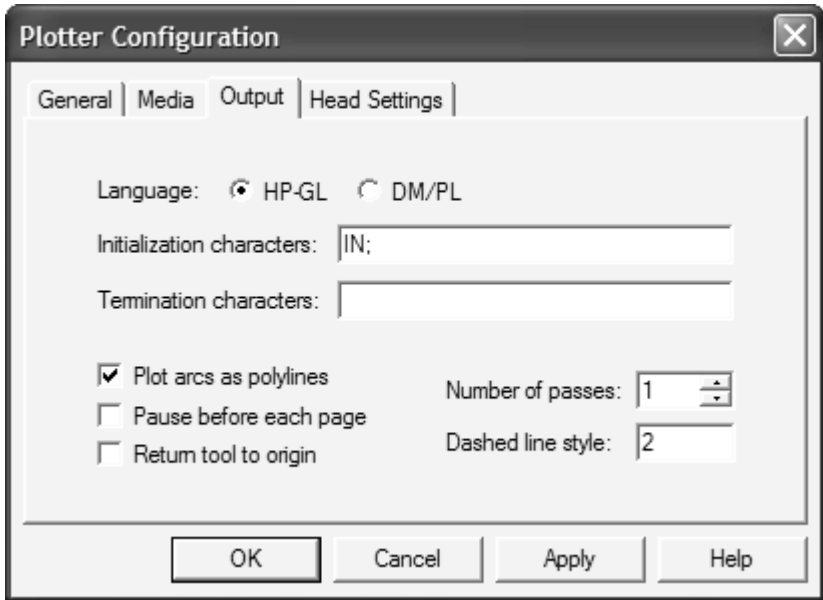 Plotter Configuration
General Media Output Head Settings
Language: HP-GL DM/PL
Initialization characters: IN;
Termination characters:
Plot arcs as polylines
Number of passes: 1
Pause before each page
Dashed line style: 2
Return tool to origin
OK Cancel Apply Help